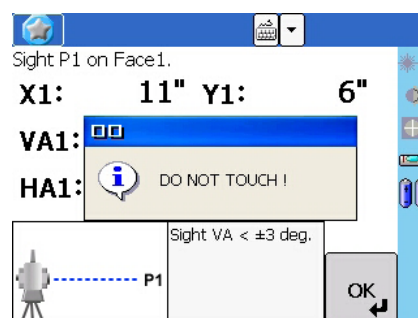 Sight P1 on Face1.
X1: 11" Y1: 6"
VA1:
HA1:
DO NOT TOUCH !
Sight VA < ±3 deg.
P1
OK